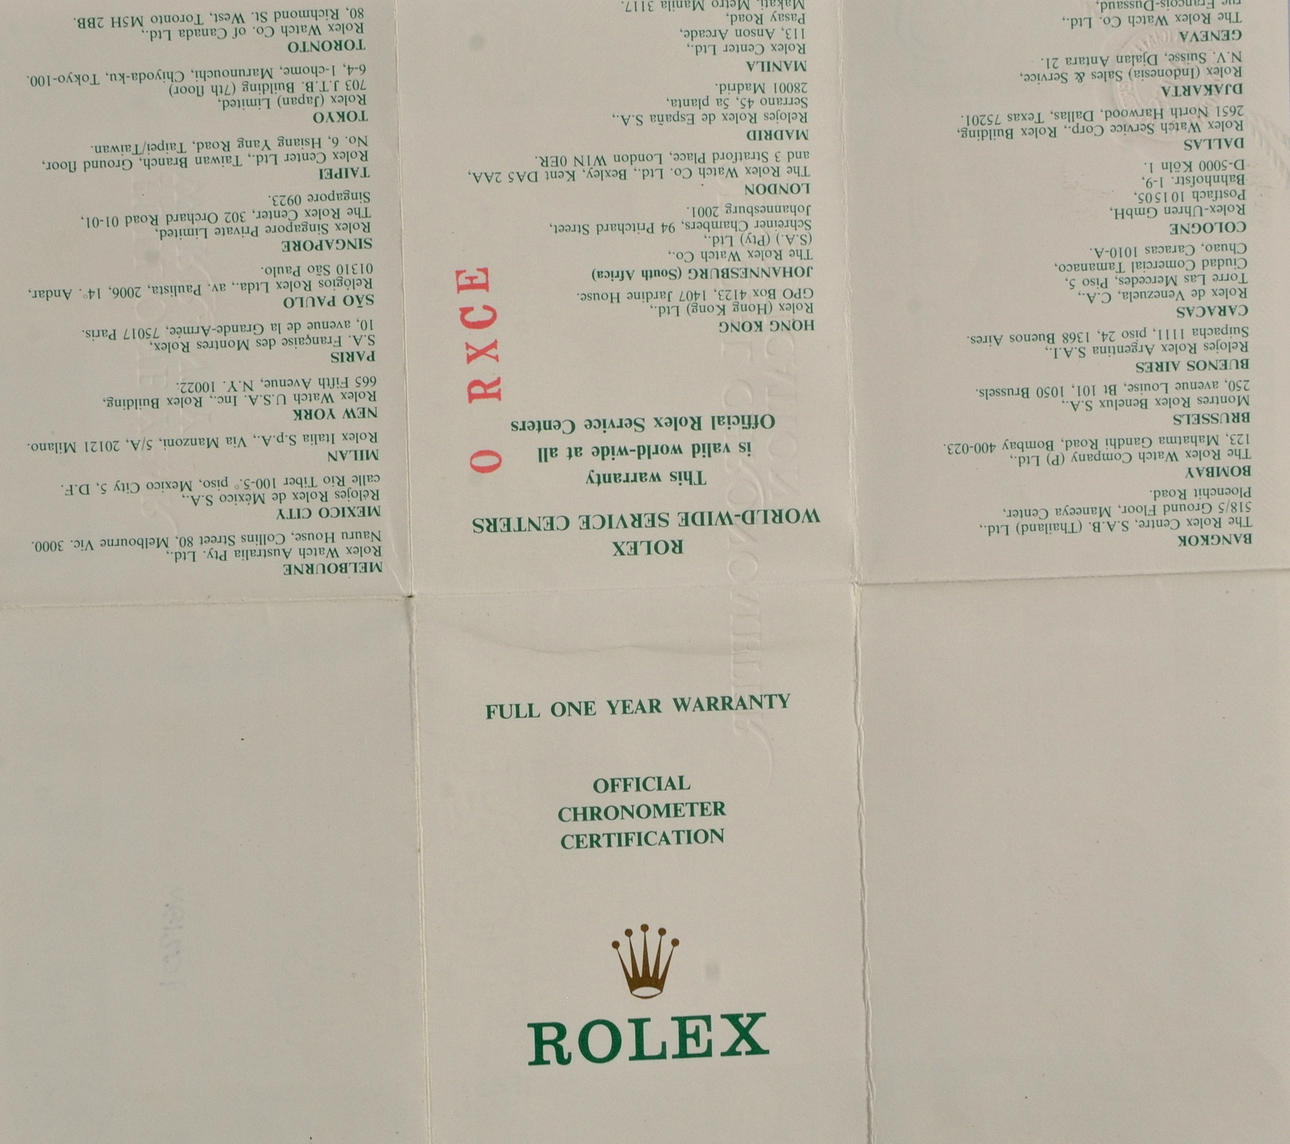 FULL ONE YEAR WARRANTY
OFFICIAL
CHRONOMETER
CERTIFICATION
ROLEX
BANGKOK
The Rolex Centre, S.A.B. (Thailand) Ltd.,
518/5 Ground Floor, Maneeya Center,
Ploenchit Road.
BOMBAY
The Rolex Watch Company (P) Ltd.,
123, Mahatma Gandhi Road, Bombay 400-023.
BRUSSELS
Montres Rolex Benelux S.A.,
250, avenue Louise, Bt 101, 1050 Brussels.
BUENOS AIRES
Relojes Rolex Argentina S.A.I.,
Suipacha 1111, piso 24, 1368 Buenos Aires.
CARACAS
Rolex de Venezuela, C.A.,
Torre Las Mercedes, Piso 5,
Ciudad Comercial Tamanaco,
Chuao, Caracas 1010-A.
COLOGNE
Rolex-Uhren GmbH,
Postfach 101505,
Bahnhofstr. 1-9,
D-5000 Köln 1.
DALLAS
Rolex Watch Service Corp., Rolex Building,
2651 North Harwood, Dallas, Texas 75201.
DJAKARTA
Rolex (Indonesia) Sales & Service,
N.V. Suisse, Djalan Antara 21.
GENEVA
The Rolex Watch Co. Ltd.,
rue François-Dussaud,
ROLEX
WORLD-WIDE SERVICE CENTERS
This warranty
is valid world-wide at all
Official Rolex Service Centers
O RXCE
HONG KONG
Rolex (Hong Kong) Ltd.,
GPO Box 4123, 1407 Jardine House.
JOHANNESBURG (South Africa)
The Rolex Watch Co.,
(S.A.) (Pty) Ltd.,
Schreiner Chambers, 94 Pritchard Street,
Johannesburg 2001.
LONDON
The Rolex Watch Co. Ltd., Bexley, Kent DA5 2AA,
and 3 Stratford Place, London W1N 0ER.
MADRID
Relojes Rolex de España S.A.,
Serrano 45, 5a planta,
28001 Madrid.
MANILA
Rolex Center Ltd.,
113, Anson Arcade,
Pasay Road,
Makati, Metro Manila 3117.
MELBOURNE
Rolex Watch Australia Pty. Ltd.,
Nauru House, Collins Street 80, Melbourne Vic. 3000.
MEXICO CITY
Relojes Rolex de México S.A.,
calle Rio Tiber 100-5.° piso, Mexico City 5, D.F.
MILAN
Rolex Italia S.p.A., Via Manzoni, 5/A, 20121 Milano.
NEW YORK
Rolex Watch U.S.A. Inc., Rolex Building,
665 Fifth Avenue, N.Y. 10022.
PARIS
S.A. Française des Montres Rolex,
10, avenue de la Grande-Armée, 75017 Paris.
SÃO PAULO
Relógios Rolex Ltda., av. Paulista, 2006, 14°. Andar,
01310 São Paulo.
SINGAPORE
Rolex Singapore Private Limited,
The Rolex Center, 302 Orchard Road 01-01,
Singapore 0923.
TAIPEI
Rolex Center Ltd., Taiwan Branch, Ground floor,
No. 6, Hsiang Yang Road, Taipei/Taiwan.
TOKYO
Rolex (Japan) Limited,
703 J.T.B. Building (7th floor)
6-4, 1-chome, Marunouchi, Chiyoda-ku, Tokyo-100.
TORONTO
Rolex Watch Co. of Canada Ltd.,
80, Richmond St. West, Toronto M5H 2BB.